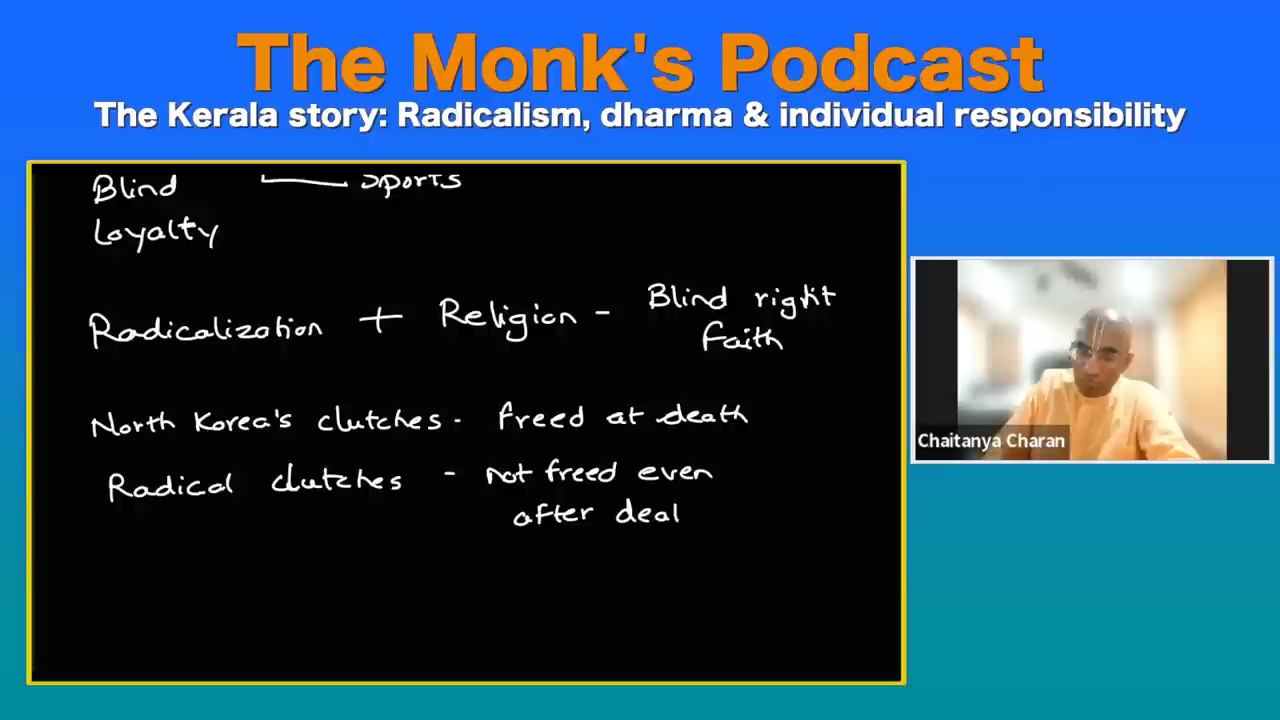 The Monk's Podcast
The Kerala story: Radicalism, dharma & individual responsibility
Blind sports
Loyalty
Radicalization + Religion - Blind right
faith
North Korea's clutches - freed at death
Radical clutches - not freed even
after deal
Chaitanya Charan